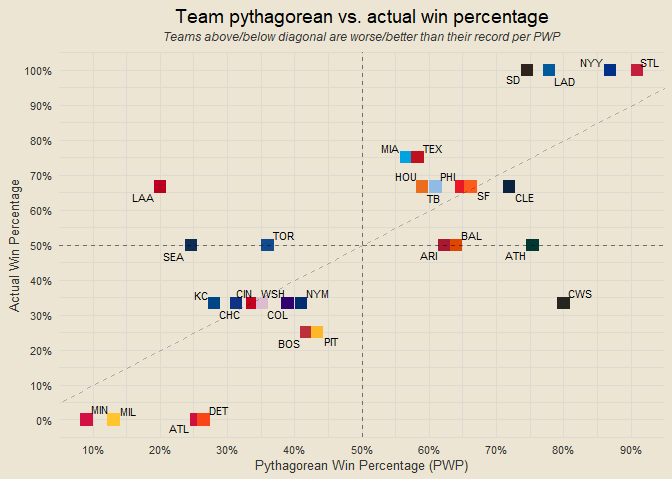 Team pythagorean vs. actual win percentage
Teams above/below diagonal are worse/better than their record per PWP
Actual Win Percentage
100%
90%
80%
70%
60%
50%
40%
30%
20%
10%
0%
SD
LAD
NYY
STL
MIA
TEX
LAA
HOU
TB
PHI
SF
CLE
SEA
TOR
ARI
BAL
ATH
KC
CHC
CIN
WSH
COL
NYM
CWS
BOS
PIT
MIN
MIL
ATL
DET
10%
20%
30%
40%
50%
60%
70%
80%
90%
Pythagorean Win Percentage (PWP)